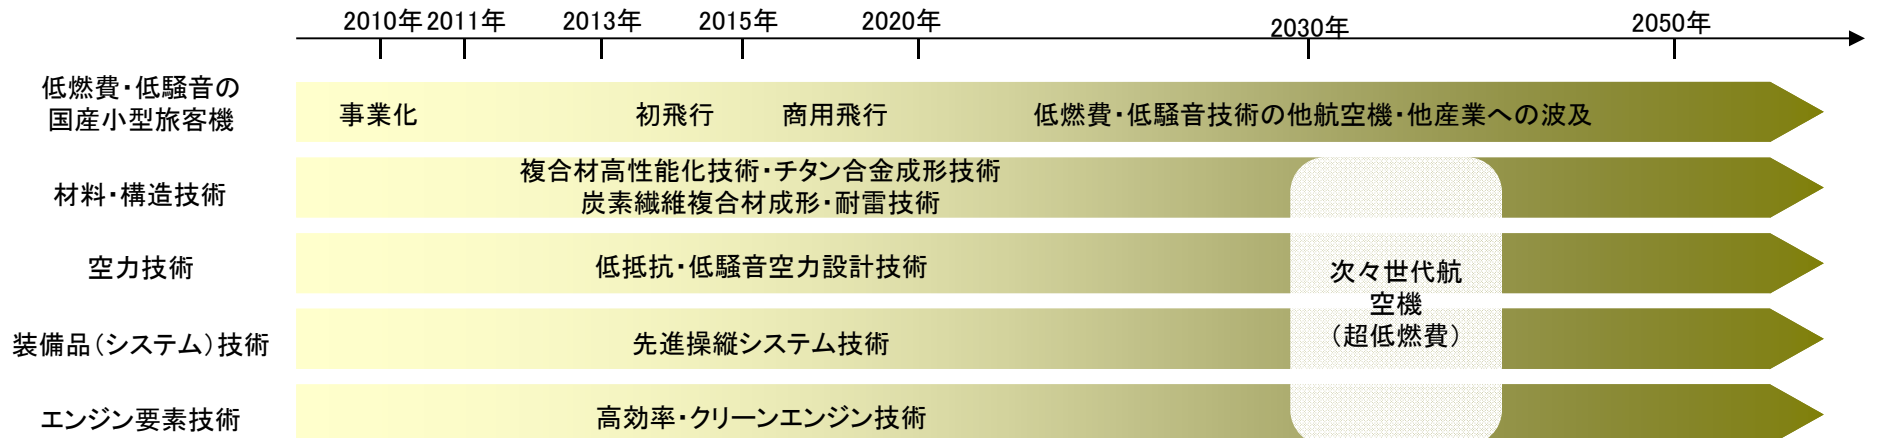 2010年 2011年 2013年 2015年 2020年 2030年 2050年
低燃費・低騒音の
国産小型旅客機
事業化 初飛行 商用飛行 低燃費・低騒音技術の他航空機・他産業への波及
材料・構造技術
複合材高性能化技術・チタン合金成形技術
炭素繊維複合材成形・耐雷技術
空力技術
低抵抗・低騒音空力設計技術
装備品(システム)技術
先進操縦システム技術
エンジン要素技術
高効率・クリーンエンジン技術
次々世代航
空機
(超低燃費)